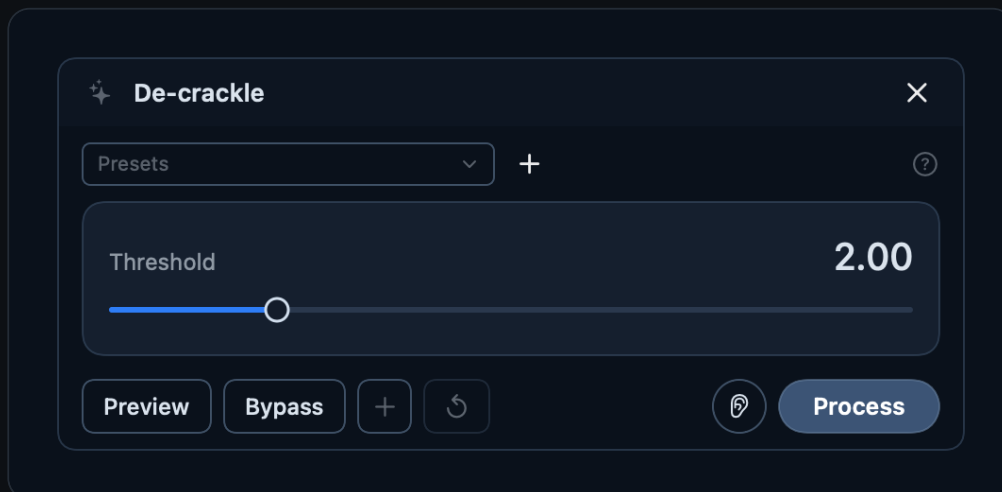 De-crackle
Presets
Threshold
2.00
Preview
Bypass
Process